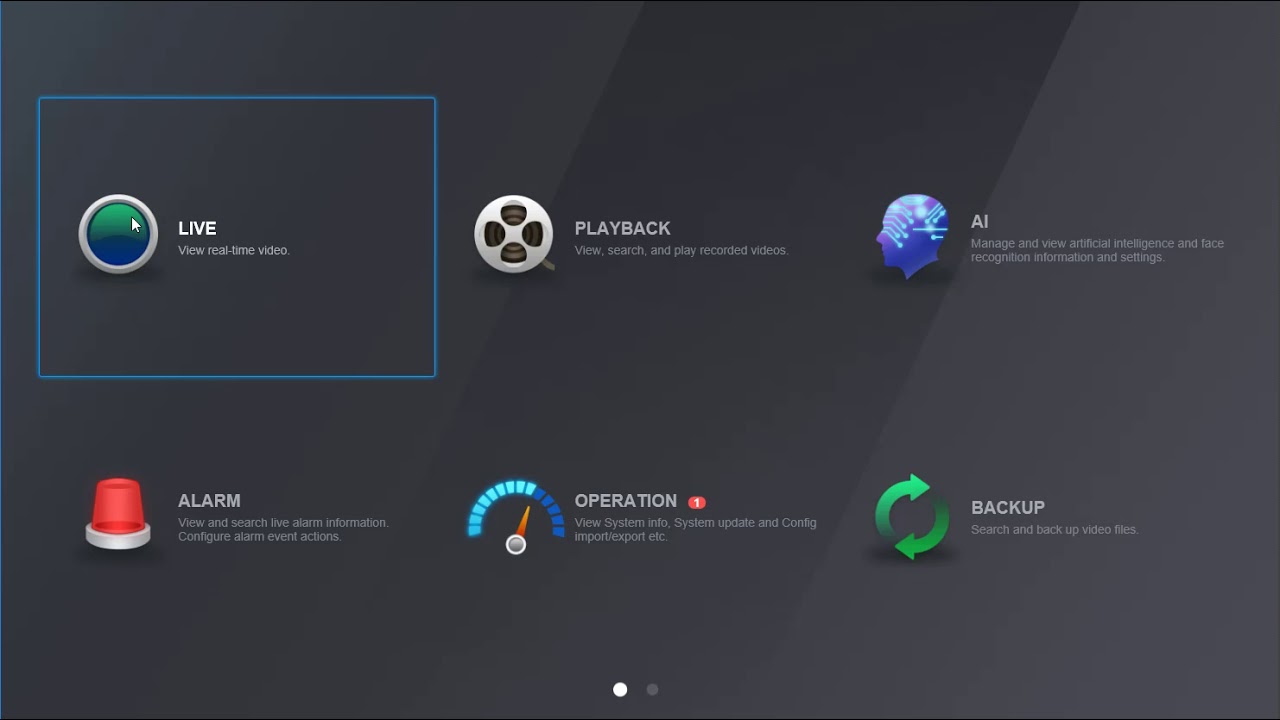 LIVE
View real-time video.
PLAYBACK
View, search, and play recorded videos.
AI
Manage and view artificial intelligence and face
recognition information and settings.
ALARM
View and search live alarm information.
Configure alarm event actions.
OPERATION 1
View System info, System update and Config
import/export etc.
BACKUP
Search and back up video files.